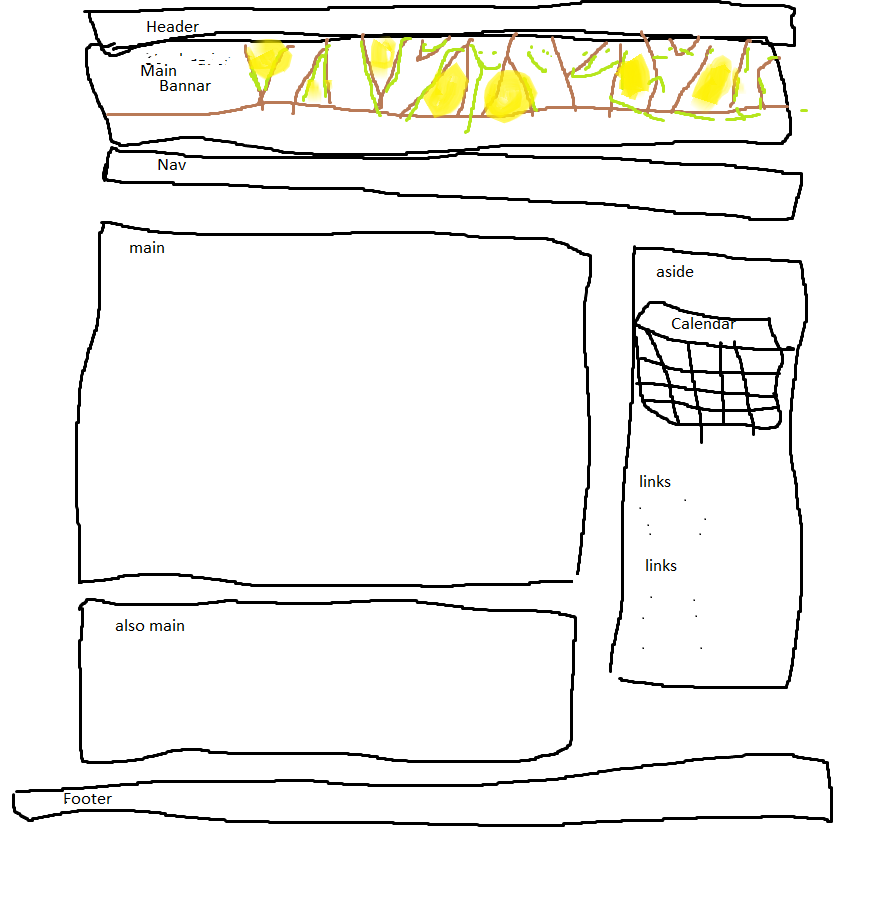 Header
Main
Bannar
Nav
main
aside
Calendar
links
links
also main
Footer